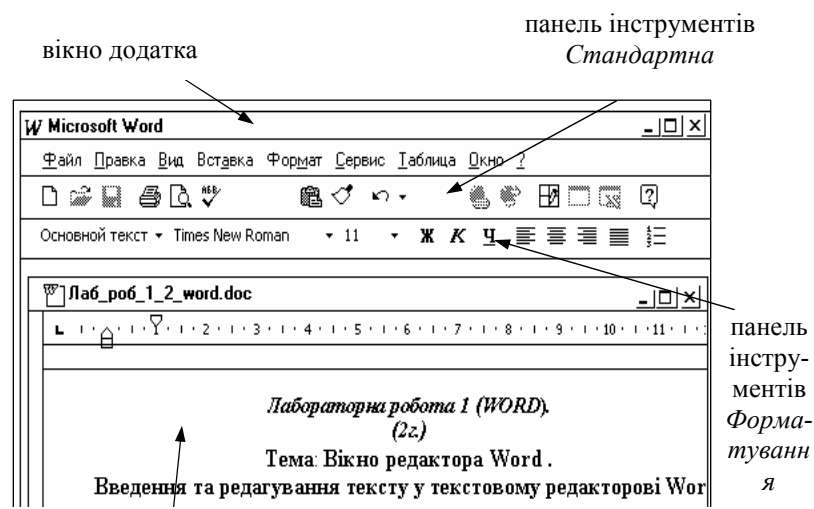 панель інструментів
Стандартна
вікно додатка
Microsoft Word
Файл Правка Вид Вставка Формат Сервис Таблица Окно ?
Основной текст Times New Roman 11 Ж К Ч
Лаб_роб_1_2_word.doc
1 2 3 4 5 6 7 8 9 10 11
панель
інстру-
ментів
Форма-
туванн
я
Лабораторна робота 1 (WORD).
(2г.)
Тема: Вікно редактора Word .
Введення та редагування тексту у текстовому редакторові Wor